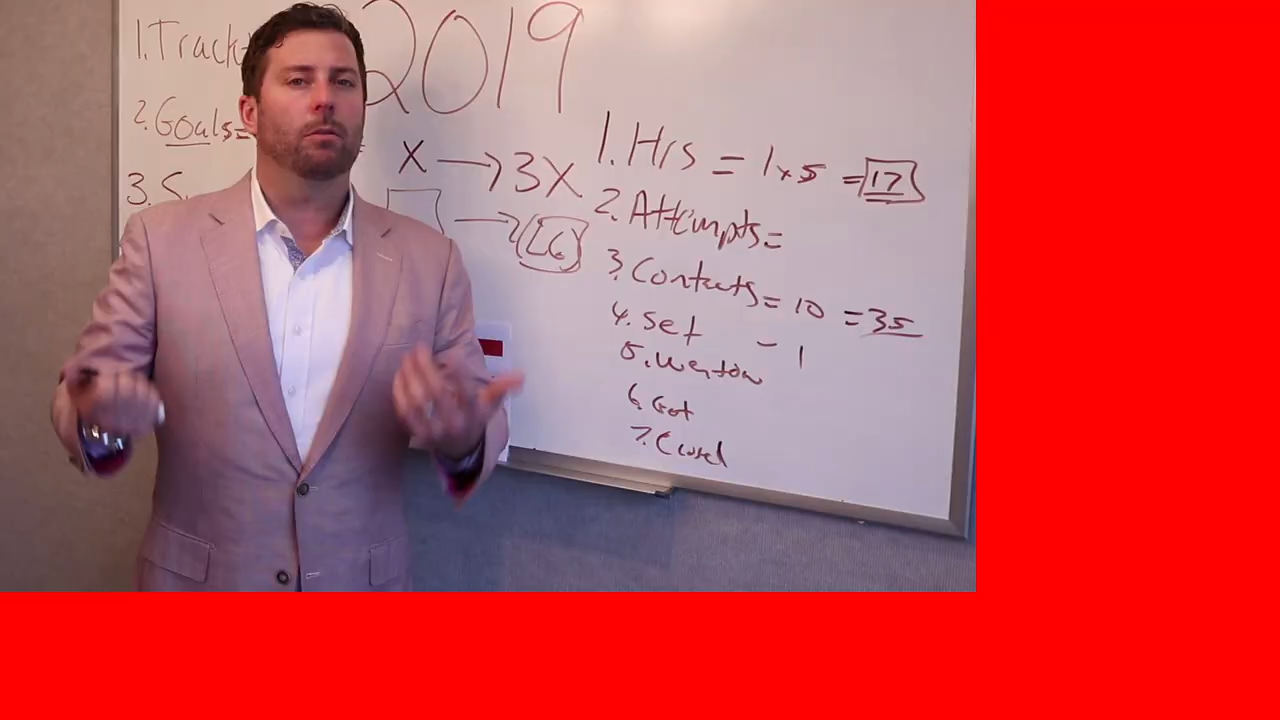 2019
1. Track
2. Goals =
3. S
X → 3X
→ 26
1. Hrs = 1x5 = 17
2. Attempts =
3. Contacts = 10 = 35
4. Set - 1
5. Went on
6. Got
7. Closed